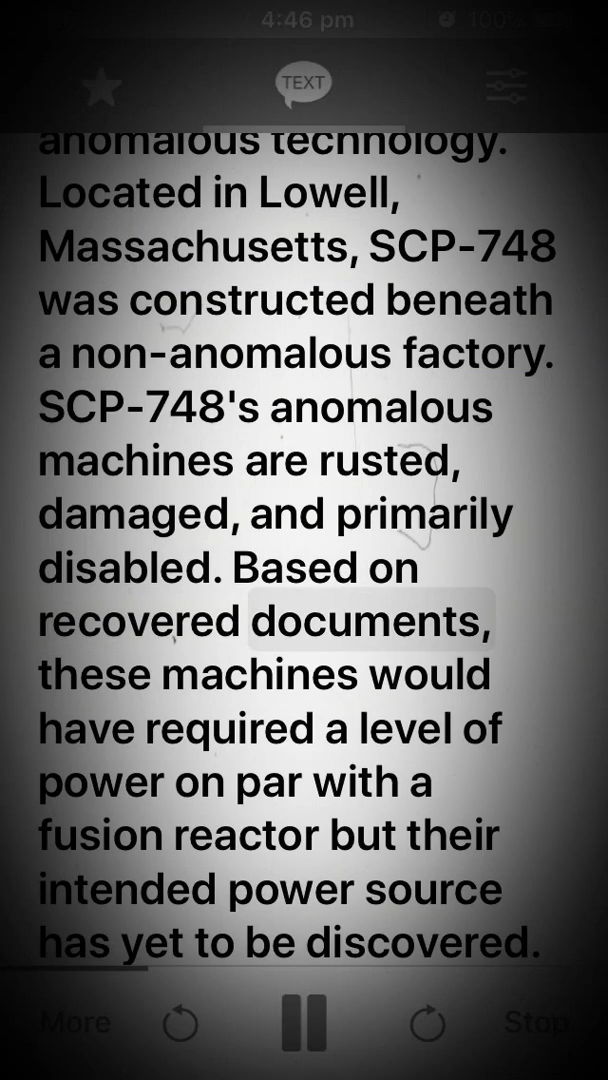 4:46 pm
100%
TEXT
anomalous technology.
Located in Lowell,
Massachusetts, SCP-748
was constructed beneath
a non-anomalous factory.
SCP-748's anomalous
machines are rusted,
damaged, and primarily
disabled. Based on
recovered documents,
these machines would
have required a level of
power on par with a
fusion reactor but their
intended power source
has yet to be discovered.
More
Stop